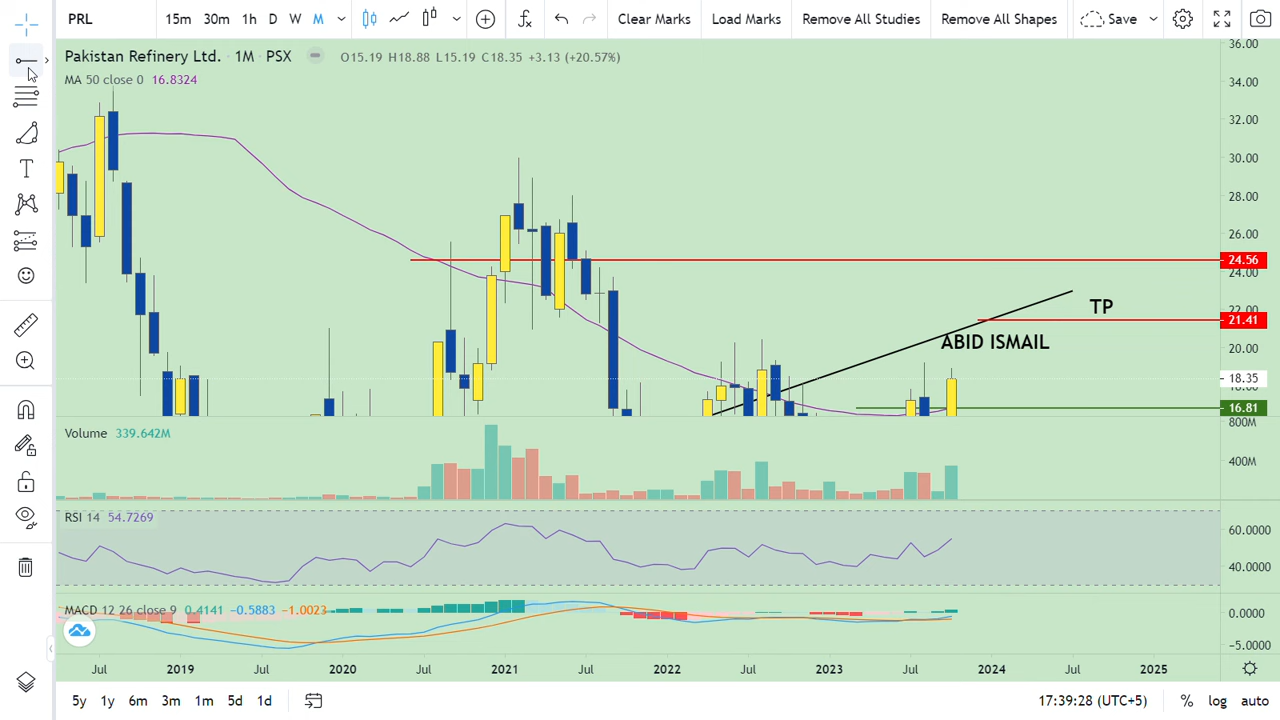 PRL 15m 30m 1h D W M Clear Marks Load Marks Remove All Studies Remove All Shapes Save
Pakistan Refinery Ltd. · 1M · PSX O15.19 H18.88 L15.19 C18.35 +3.13 (+20.57%)
MA 50 close 0 16.8324
36.00
34.00
32.00
30.00
28.00
26.00
24.56
24.00
22.00
TP
21.41
ABID ISMAIL
20.00
18.35
18.00
16.81
Volume 339.642M
800M
400M
RSI 14 54.7269
60.0000
40.0000
MACD 12 26 close 9 0.4141 −0.5883 −1.0023
0.0000
−5.0000
Jul 2019 Jul 2020 Jul 2021 Jul 2022 Jul 2023 Jul 2024 Jul 2025
5y 1y 6m 3m 1m 5d 1d 17:39:28 (UTC+5) % log auto